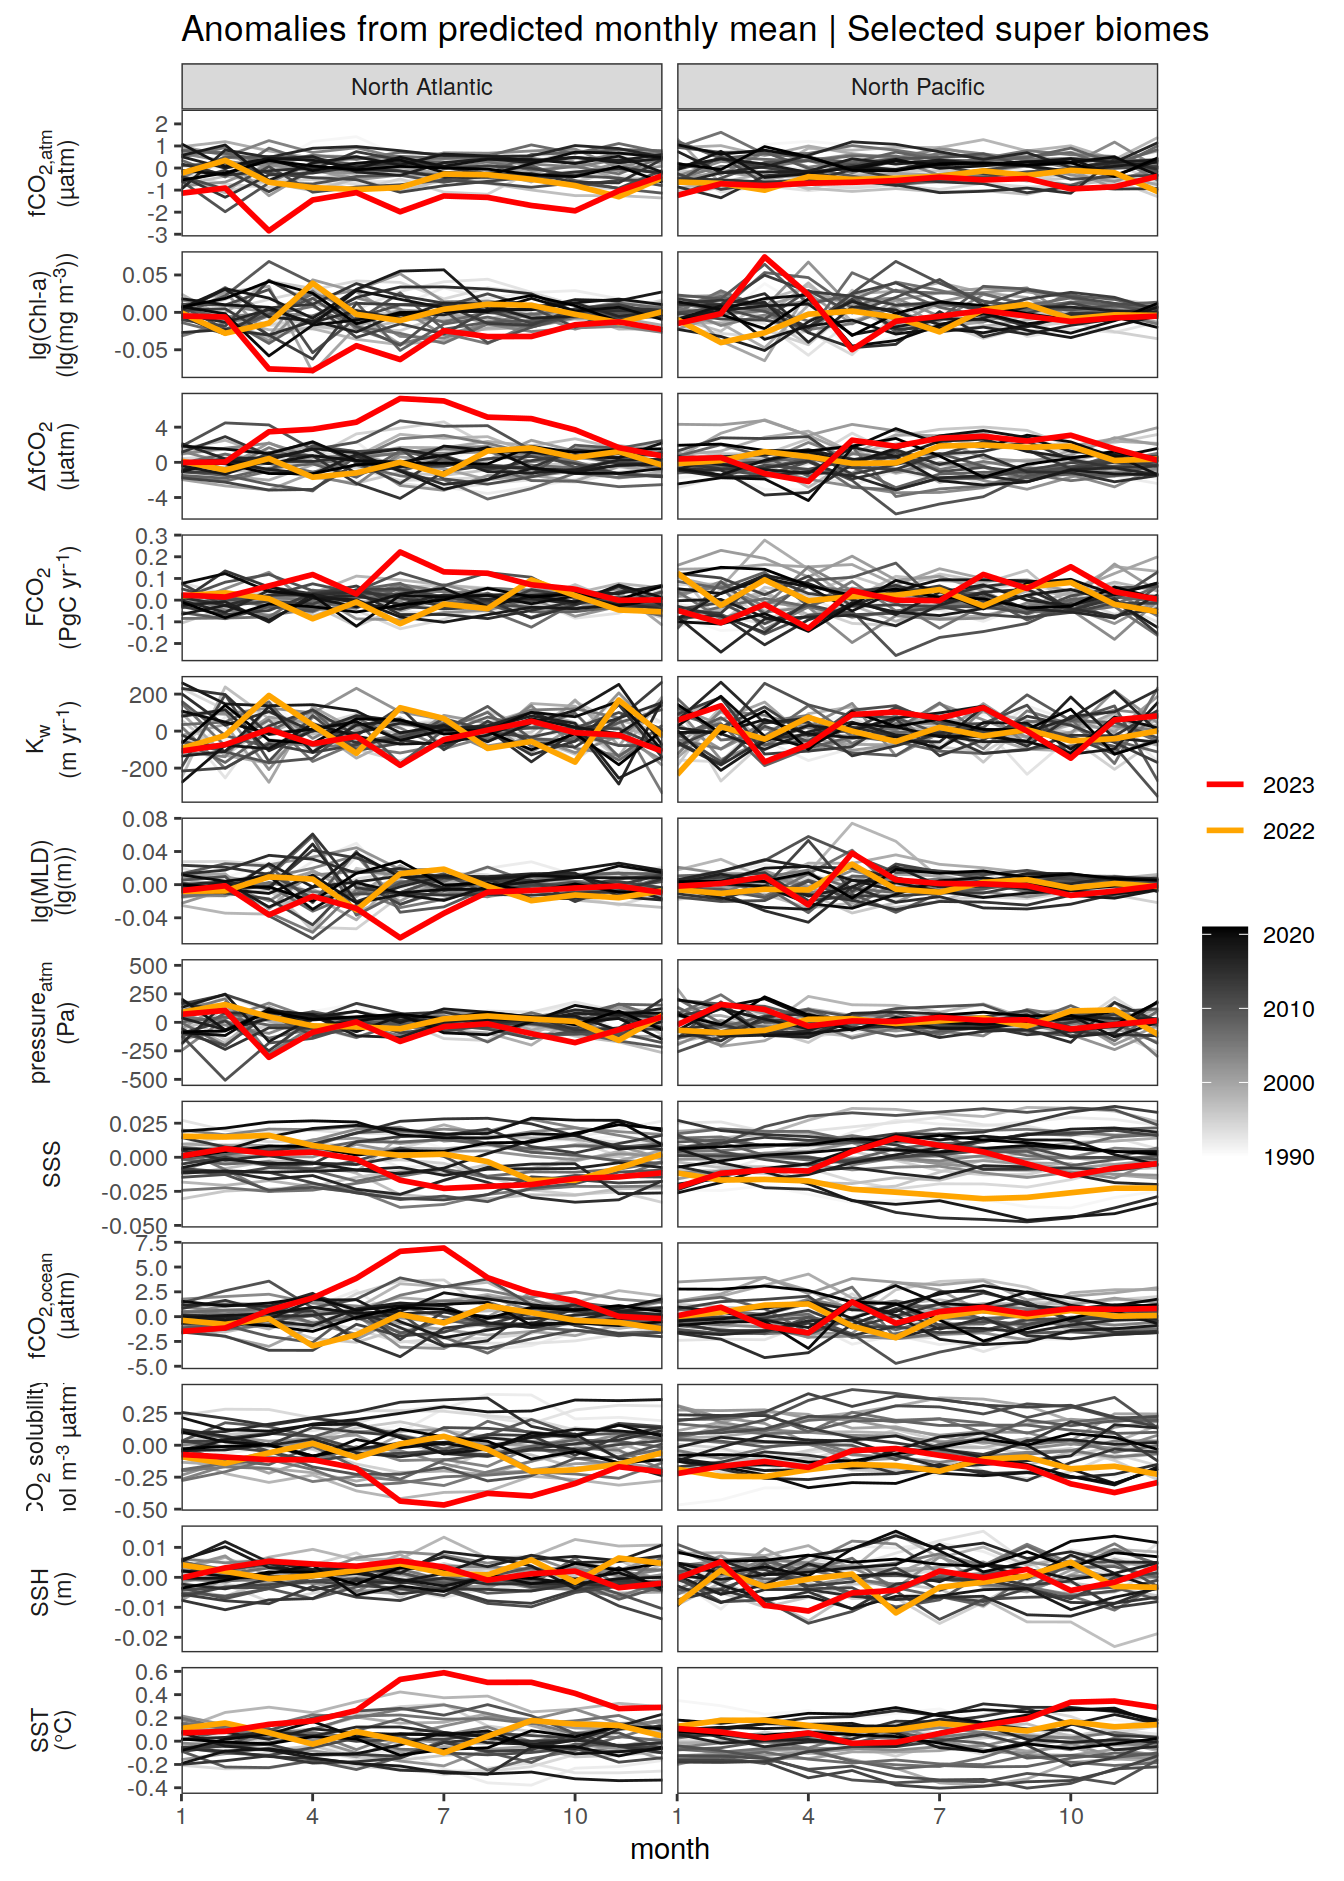 Anomalies from predicted monthly mean | Selected super biomes
North Atlantic
North Pacific
fCO2,atm
(µatm)
2
1
0
-1
-2
-3
lg(Chl-a)
(lg(mg m-3))
0.05
0.00
-0.05
ΔfCO2
(µatm)
4
0
-4
FCO2
(PgC yr-1)
0.3
0.2
0.1
0.0
-0.1
-0.2
Kw
(m yr-1)
200
0
-200
lg(MLD)
(lg(m))
0.08
0.04
0.00
-0.04
pressureatm
(Pa)
500
250
0
-250
-500
SSS
0.025
0.000
-0.025
-0.050
fCO2,ocean
(µatm)
7.5
5.0
2.5
0.0
-2.5
-5.0
CO2 solubility
m-3
0.25
0.00
-0.25
-0.50
SSH
(m)
0.01
0.00
-0.01
-0.02
SST
(°C)
0.6
0.4
0.2
0.0
-0.2
-0.4
1
4
7
10
1
4
7
10
month
2023
2022
2020
2010
2000
1990